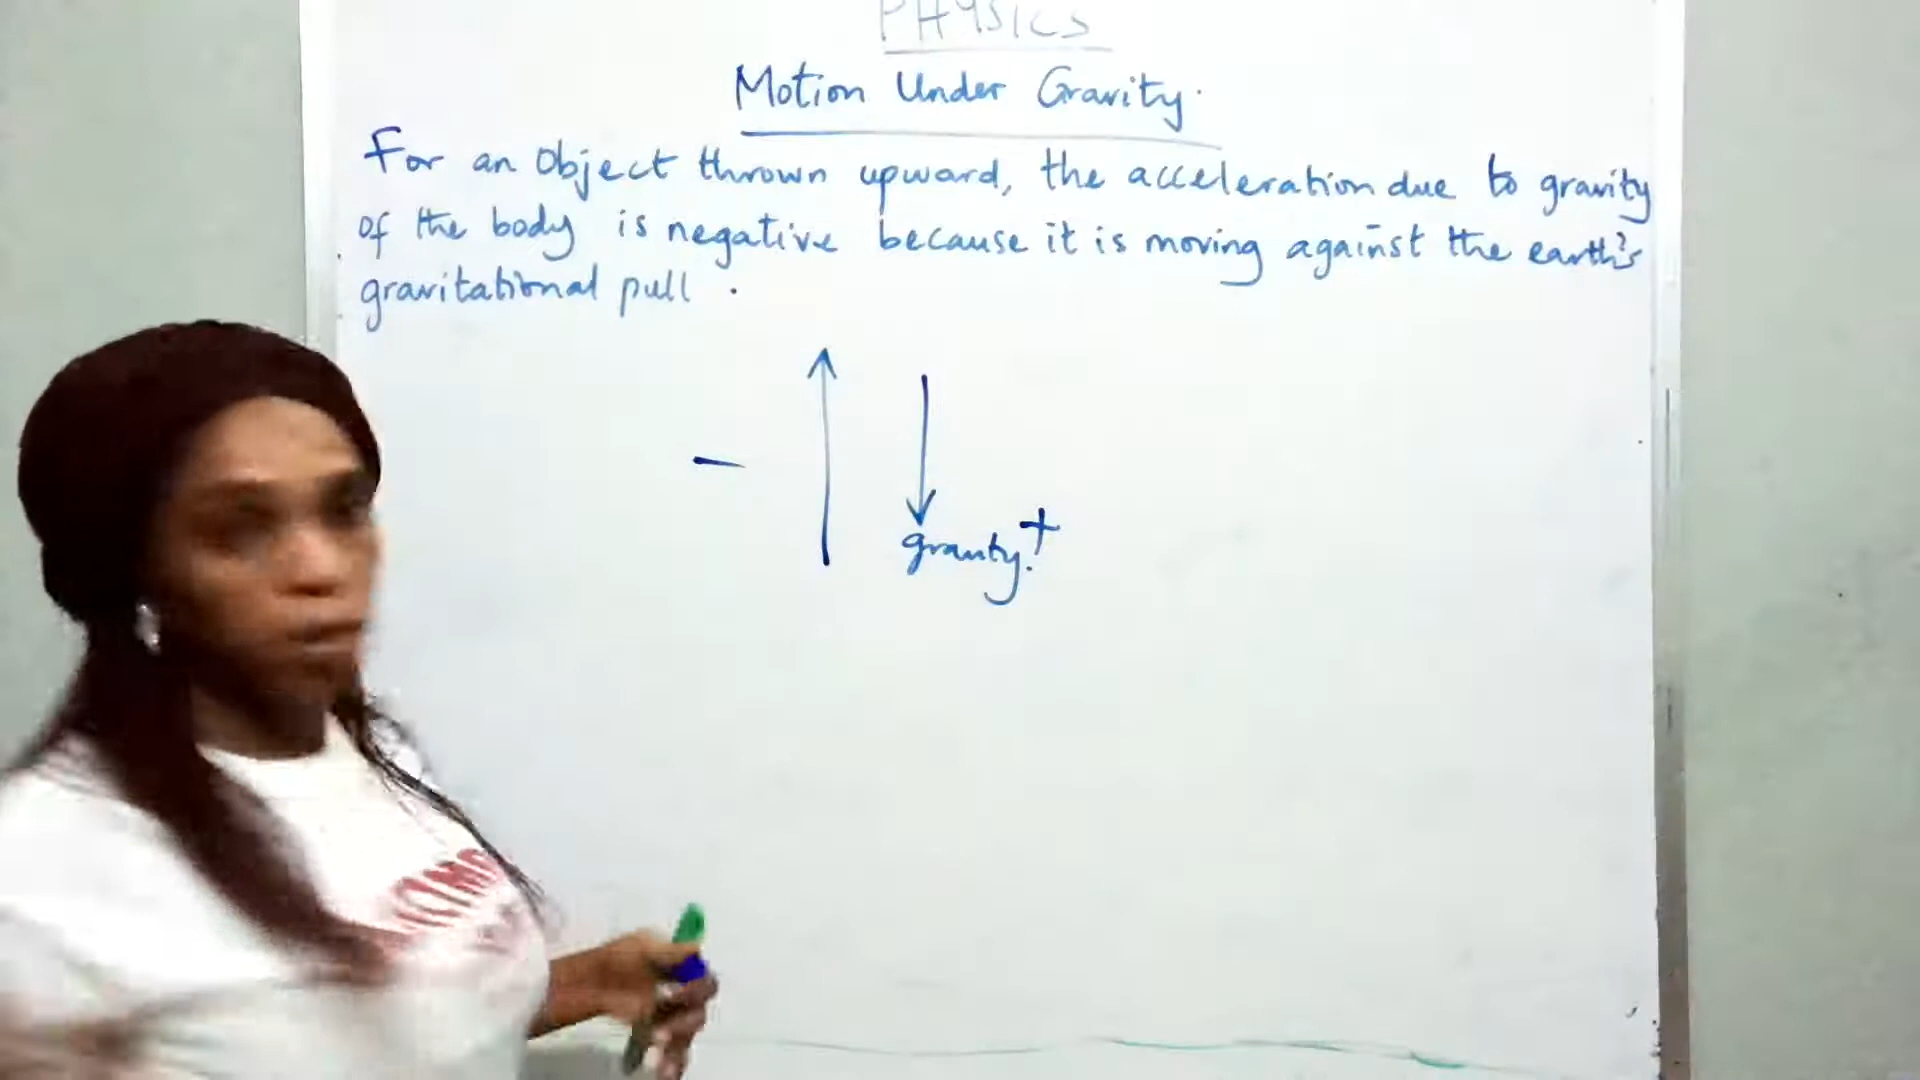 PHYSICS
Motion Under Gravity.
For an Object thrown upward, the acceleration due to gravity
of the body is negative because it is moving against the earth's
gravitational pull .
–
gravity. +